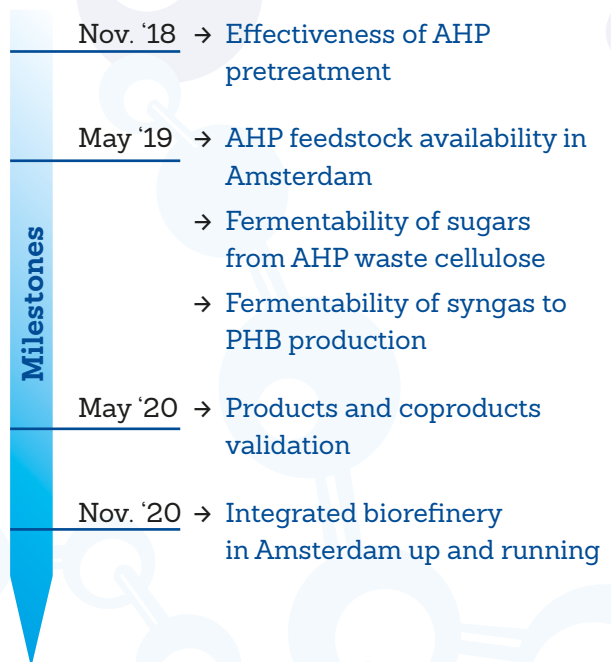 Nov. ‘18 → Effectiveness of AHP
pretreatment
May ‘19 → AHP feedstock availability in
Amsterdam
→ Fermentability of sugars
from AHP waste cellulose
→ Fermentability of syngas to
PHB production
Milestones
May ‘20 → Products and coproducts
validation
Nov. ‘20 → Integrated biorefinery
in Amsterdam up and running